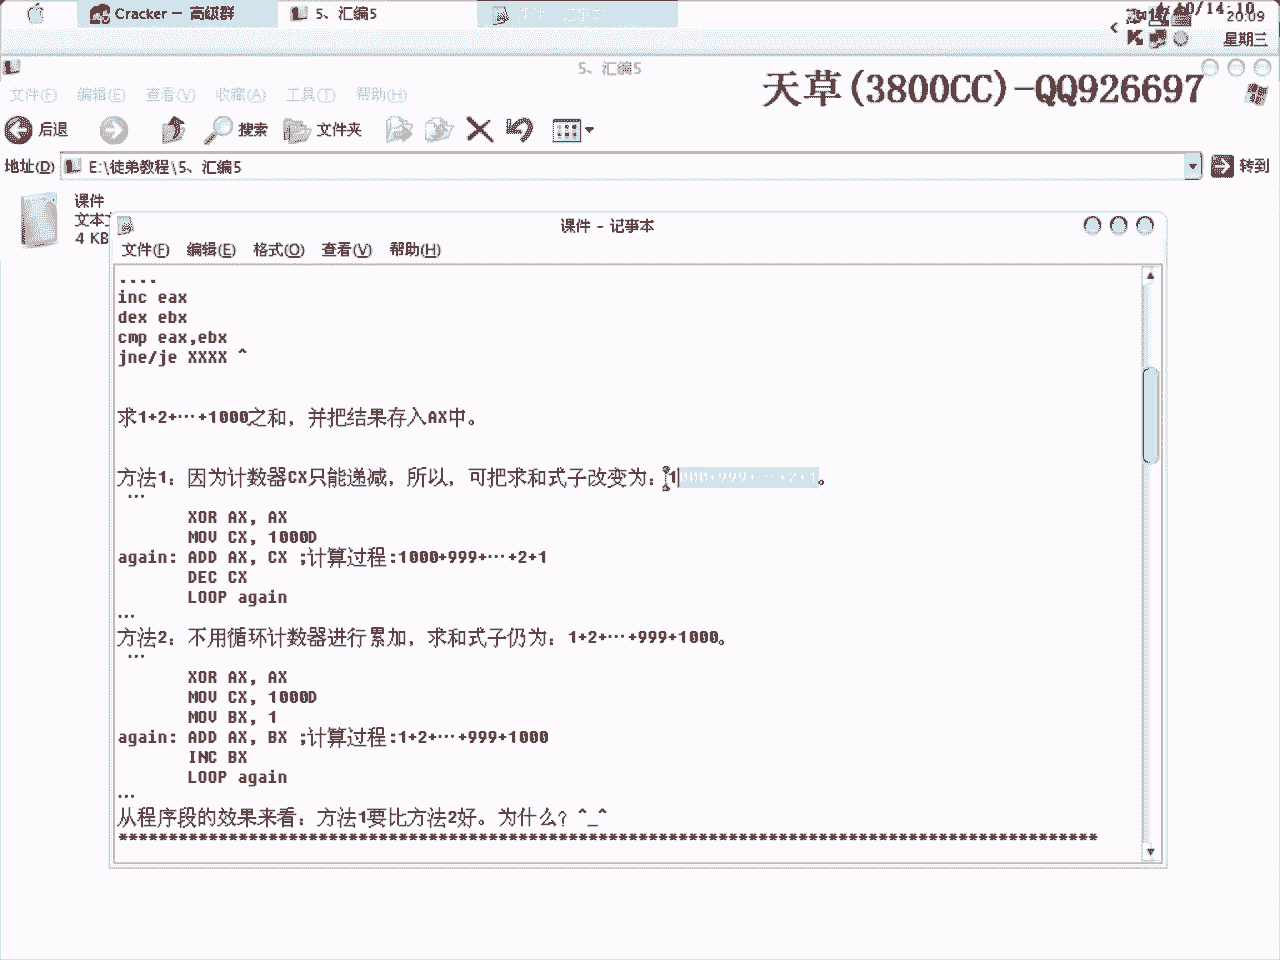 Cracker — 高级群
5、汇编5
20:09
星期三
5、汇编5
天草(3800CC)-QQ926697
文件(F) 编辑(E) 查看(V) 收藏(A) 工具(T) 帮助(H)
后退 搜索 文件夹
地址(D) E:\徒弟教程\5、汇编5 转到
课件
4 KB
课件 - 记事本
文件(F) 编辑(E) 格式(O) 查看(V) 帮助(H)
....
inc eax
dex ebx
cmp eax,ebx
jne/je XXXX ^
求1+2+…+1000之和，并把结果存入AX中。
方法1：因为计数器CX只能递减，所以，可把求和式子改变为：1000+999+…+2+1。
…
XOR AX, AX
MOV CX, 1000D
again: ADD AX, CX ;计算过程:1000+999+…+2+1
DEC CX
LOOP again
…
方法2：不用循环计数器进行累加，求和式子仍为：1+2+…+999+1000。
…
XOR AX, AX
MOV CX, 1000D
MOV BX, 1
again: ADD AX, BX ;计算过程:1+2+…+999+1000
INC BX
LOOP again
…
从程序段的效果来看：方法1要比方法2好。为什么？^_^
**************************************************************************************************